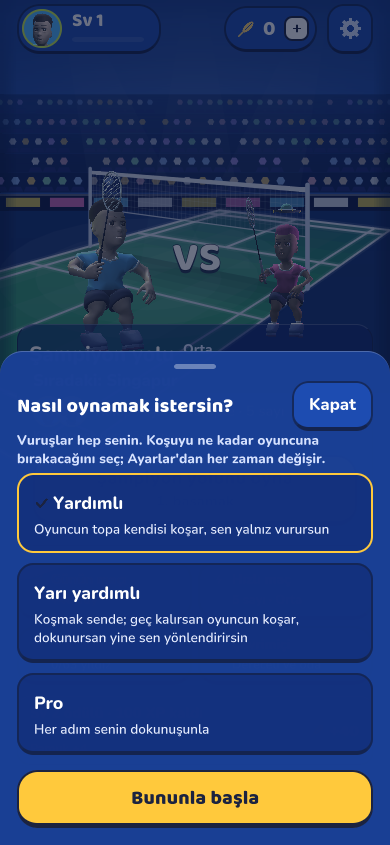 Sv 1
0
+
VS
Orta
Nasıl oynamak istersin?
Kapat
Vuruşlar hep senin. Koşuyu ne kadar oyuncuna
bırakacağını seç; Ayarlar'dan her zaman değişir.
✓ Yardımlı
Oyuncun topa kendisi koşar, sen yalnız vurursun
Yarı yardımlı
Koşmak sende; geç kalırsan oyuncun koşar,
dokunursan yine sen yönlendirirsin
Pro
Her adım senin dokunuşunla
Bununla başla